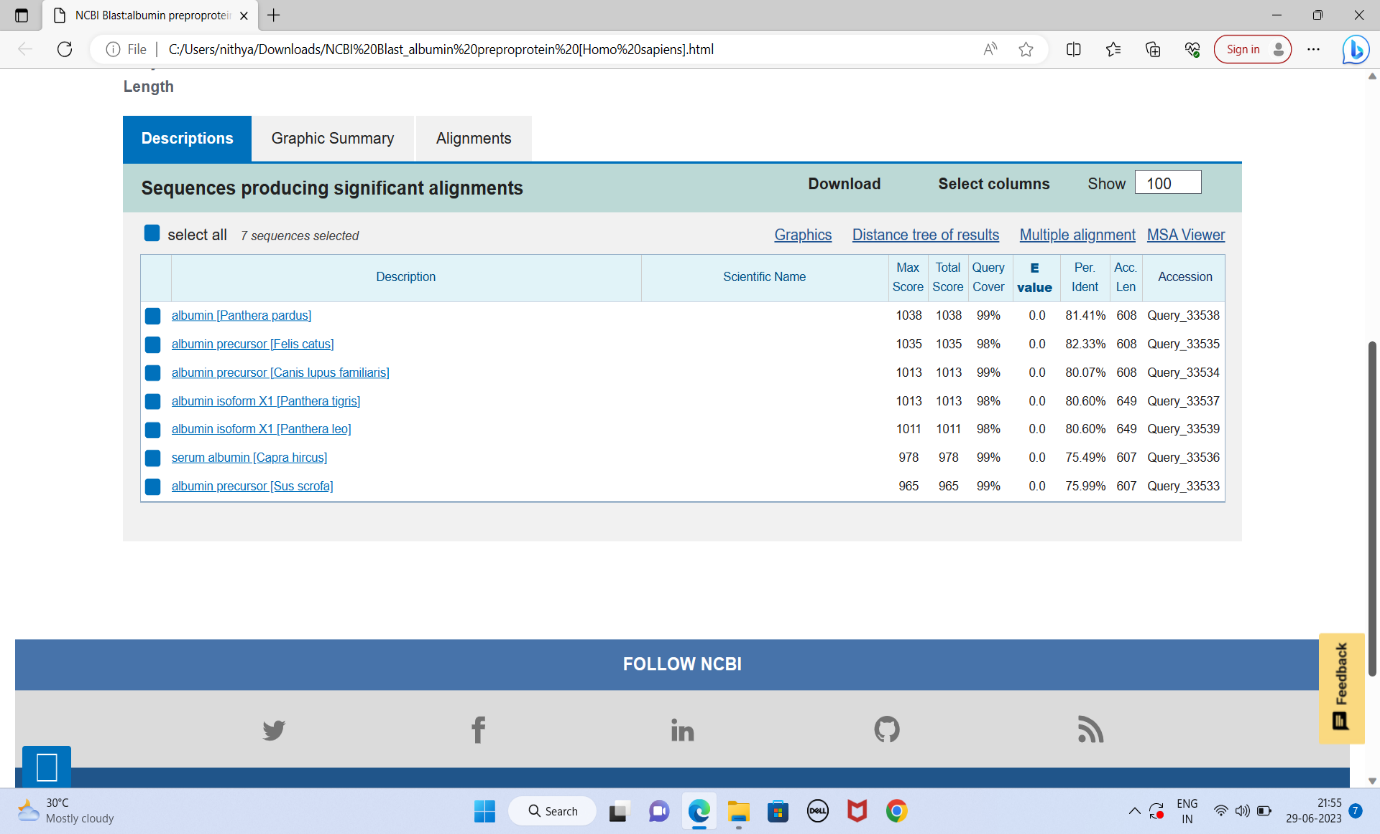 NCBI Blast:albumin preproprotein
File | C:/Users/nithya/Downloads/NCBI%20Blast_albumin%20preproprotein%20[Homo%20sapiens].html
Sign in
Length
Descriptions Graphic Summary Alignments
Sequences producing significant alignments Download Select columns Show 100
select all 7 sequences selected Graphics Distance tree of results Multiple alignment MSA Viewer
Description Scientific Name Max Score Total Score Query Cover E value Per. Ident Acc. Len Accession
albumin [Panthera pardus] 1038 1038 99% 0.0 81.41% 608 Query_33538
albumin precursor [Felis catus] 1035 1035 98% 0.0 82.33% 608 Query_33535
albumin precursor [Canis lupus familiaris] 1013 1013 99% 0.0 80.07% 608 Query_33534
albumin isoform X1 [Panthera tigris] 1013 1013 98% 0.0 80.60% 649 Query_33537
albumin isoform X1 [Panthera leo] 1011 1011 98% 0.0 80.60% 649 Query_33539
serum albumin [Capra hircus] 978 978 99% 0.0 75.49% 607 Query_33536
albumin precursor [Sus scrofa] 965 965 99% 0.0 75.99% 607 Query_33533
FOLLOW NCBI
Feedback
30°C
Mostly cloudy
Search
DELL
ENG
IN
21:55
29-06-2023
7